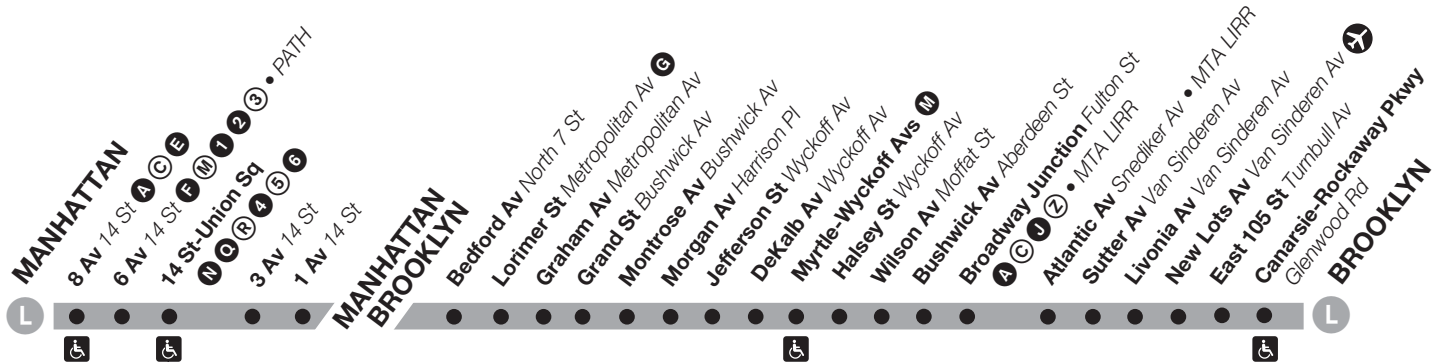 MANHATTAN
8 Av 14 St A C E
6 Av 14 St F M 1 2 3 • PATH
14 St-Union Sq
N Q R 4 5 6
3 Av 14 St
1 Av 14 St
MANHATTAN
BROOKLYN
Bedford Av North 7 St
Lorimer St Metropolitan Av G
Graham Av Metropolitan Av
Grand St Bushwick Av
Montrose Av Bushwick Av
Morgan Av Harrison Pl
Jefferson St Wyckoff Av
DeKalb Av Wyckoff Av
Myrtle-Wyckoff Avs M
Halsey St Wyckoff Av
Wilson Av Moffat St
Bushwick Av Aberdeen St
Broadway Junction Fulton St
A C J Z • MTA LIRR
Atlantic Av Snediker Av • MTA LIRR
Sutter Av Van Sinderen Av
Livonia Av Van Sinderen Av
New Lots Av Van Sinderen Av
East 105 St Turnbull Av
Canarsie-Rockaway Pkwy
Glenwood Rd
BROOKLYN
L
L